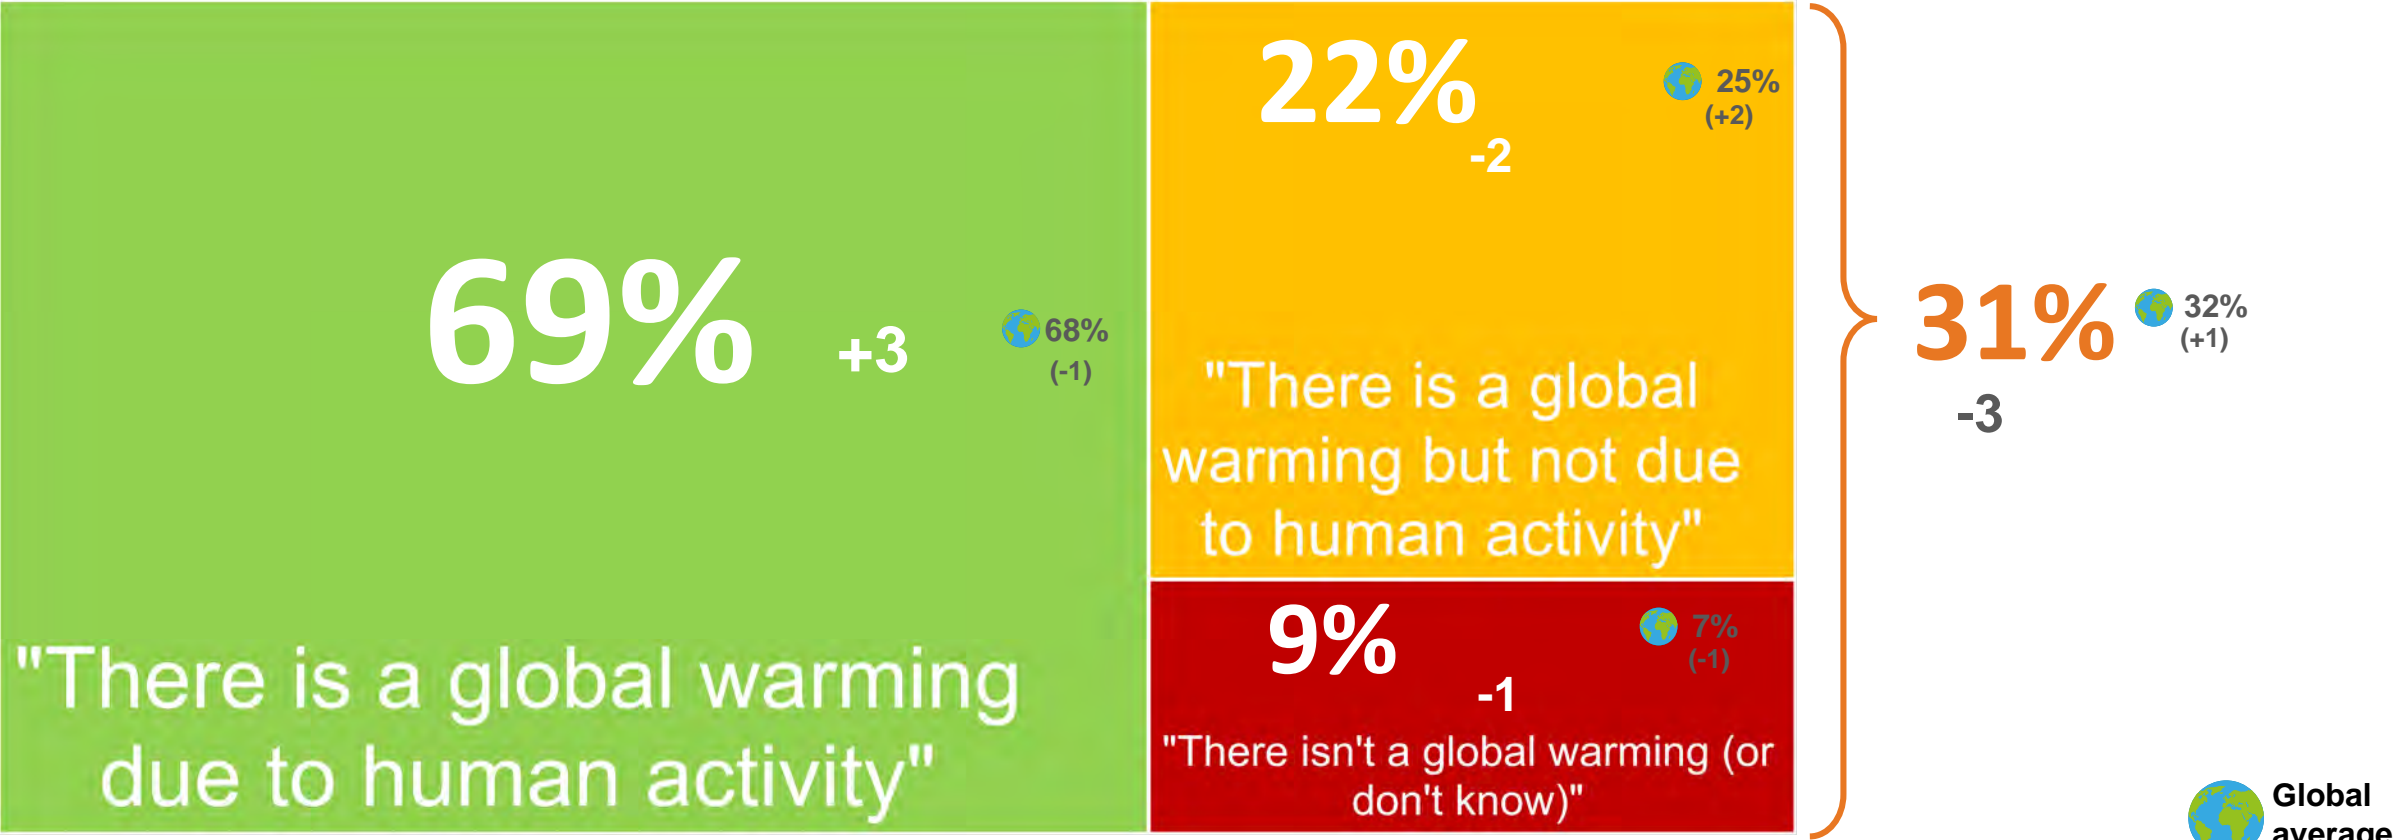 69%
+3
68%
(-1)
"There is a global warming
due to human activity"
22%
-2
25%
(+2)
"There is a global
warming but not due
to human activity"
9%
-1
7%
(-1)
"There isn't a global warming (or
don't know)"
31%
-3
32%
(+1)
Global
average